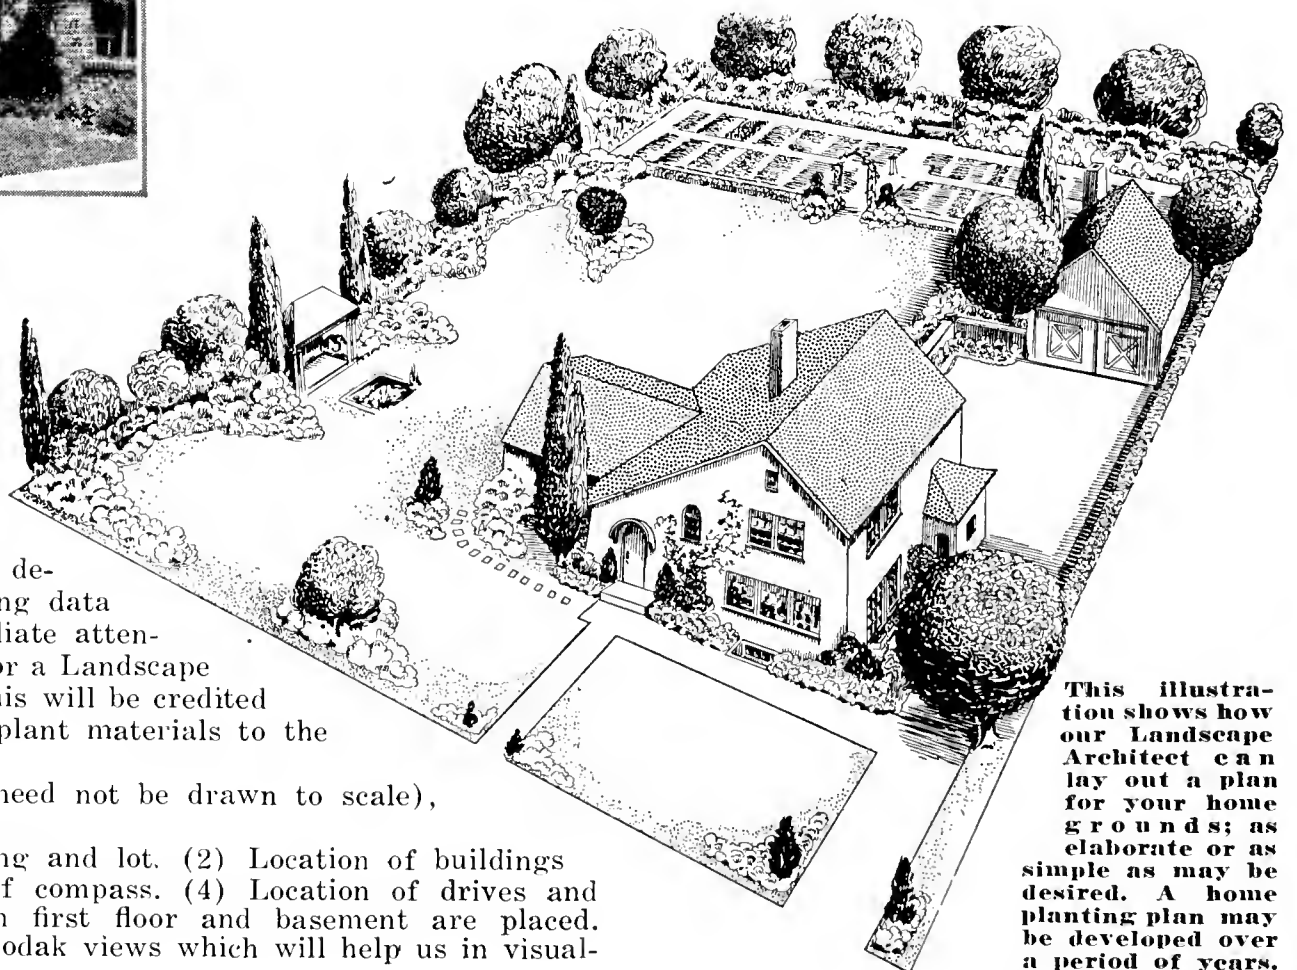 de-
ng data
liate atten-
or a Landscape
his will be credited
plant materials to the
need not be drawn to scale),
ng and lot. (2) Location of buildings
f compass. (4) Location of drives and
n first floor and basement are placed.
odak views which will help us in visual-
This illustra-
tion shows how
our Landscape
Architect can
lay out a plan
for your home
grounds; as
elaborate or as
simple as may be
desired. A home
planting plan may
be developed over
a period of years.